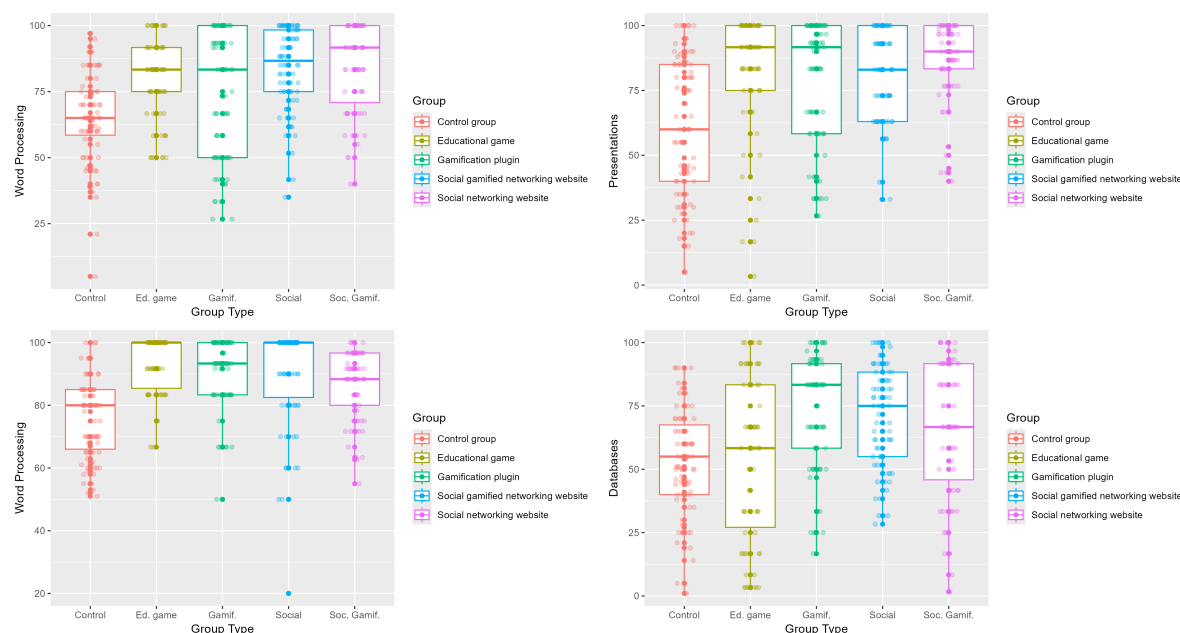 Word Processing
100
75
50
25
Control
Ed. game
Gamif.
Social
Soc. Gamif.
Group Type
Group
Control group
Educational game
Gamification plugin
Social gamified networking website
Social networking website
Presentations
100
75
50
25
0
Control
Ed. game
Gamif.
Social
Soc. Gamif.
Group Type
Group
Control group
Educational game
Gamification plugin
Social gamified networking website
Social networking website
Word Processing
100
80
60
40
20
Control
Ed. game
Gamif.
Social
Soc. Gamif.
Group Type
Group
Control group
Educational game
Gamification plugin
Social gamified networking website
Social networking website
Databases
100
75
50
25
0
Control
Ed. game
Gamif.
Social
Soc. Gamif.
Group Type
Group
Control group
Educational game
Gamification plugin
Social gamified networking website
Social networking website